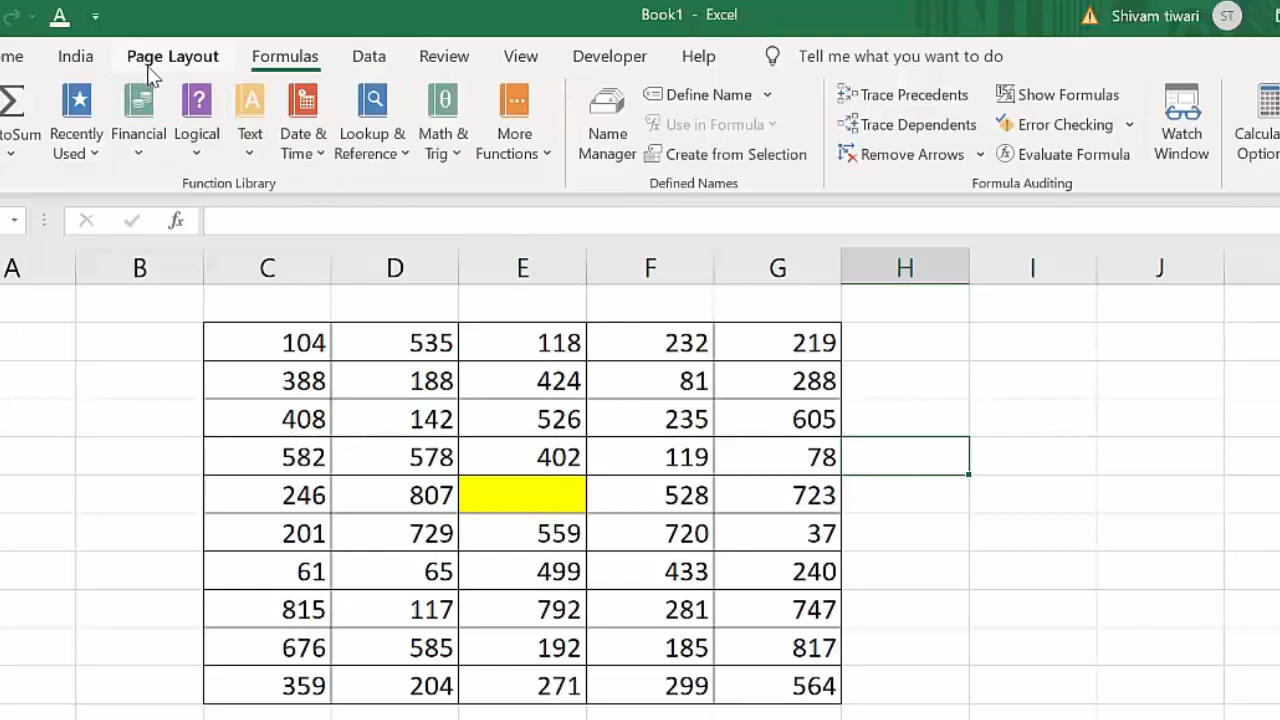 A Book1 - Excel Shivam tiwari ST
ome India Page Layout Formulas Data Review View Developer Help Tell me what you want to do
Σ A θ Define Name Trace Precedents Show Formulas
toSum Recently Financial Logical Text Date & Lookup & Math & More Name Use in Formula Trace Dependents Error Checking Watch Calcula
Used Time Reference Trig Functions Manager Create from Selection Remove Arrows Evaluate Formula Window Option
Function Library Defined Names Formula Auditing
fx
A B C D E F G H I J
104 535 118 232 219
388 188 424 81 288
408 142 526 235 605
582 578 402 119 78
246 807 528 723
201 729 559 720 37
61 65 499 433 240
815 117 792 281 747
676 585 192 185 817
359 204 271 299 564